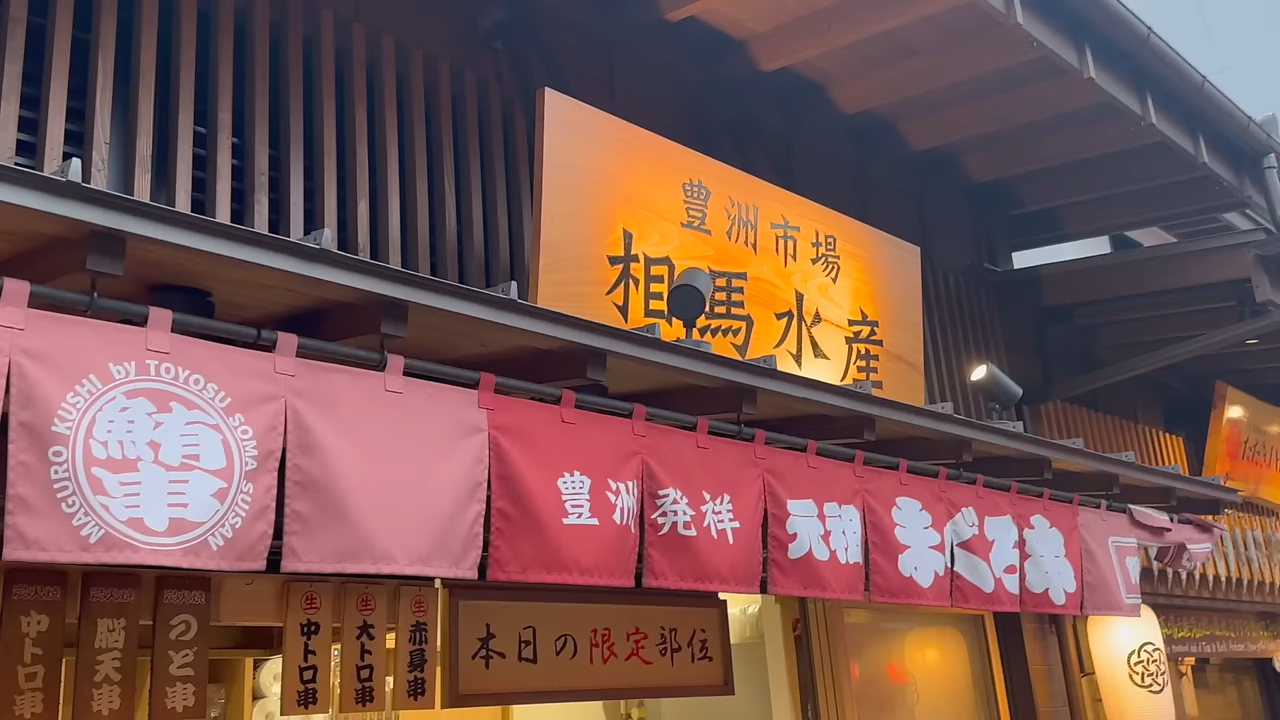 豊洲市場
相馬水産
MAGURO KUSHI by TOYOSU SOMA SUISAN
鮪串
豊洲発祥 元祖 まぐろ串
炭火焼 中トロ串
炭火焼 脳天串
炭火焼 のど串
生 中トロ串
生 大トロ串
生 赤身串
本日の限定部位